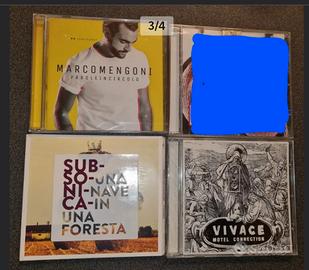 3/4
MARCOMENGONI
PAROLEINCIRCOLO
SUB-
SO-UNA
NI-NAVE
CA-IN
UNA
FORESTA
VIVACE
MOTEL CONNECTION